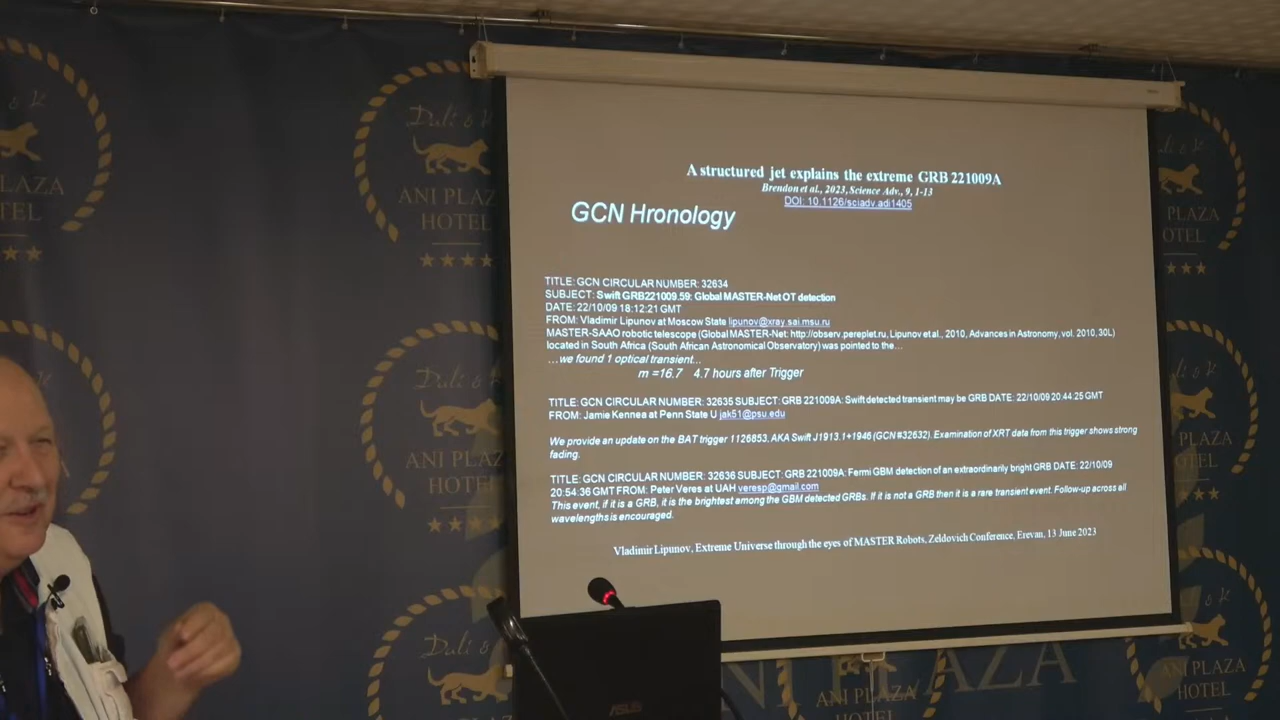 A structured jet explains the extreme GRB 221009A
Brendon et al., 2023, Science Adv., 9, 1-13
DOI: 10.1126/sciadv.adi1405
GCN Hronology
TITLE: GCN CIRCULAR NUMBER: 32634
SUBJECT: Swift GRB221009.59: Global MASTER-Net OT detection
DATE: 22/10/09 18:12:21 GMT
FROM: Vladimir Lipunov at Moscow State lipunov@xray.sai.msu.ru
MASTER-SAAO robotic telescope (Global MASTER-Net: http://observ.pereplet.ru, Lipunov et al., 2010, Advances in Astronomy, vol. 2010, 30L)
located in South Africa (South African Astronomical Observatory) was pointed to the...
...we found 1 optical transient...
m =16.7 4.7 hours after Trigger
TITLE: GCN CIRCULAR NUMBER: 32635 SUBJECT: GRB 221009A: Swift detected transient may be GRB DATE: 22/10/09 20:44:25 GMT
FROM: Jamie Kennea at Penn State U jak51@psu.edu
We provide an update on the BAT trigger 1126853, AKA Swift J1913.1+1946 (GCN #32632). Examination of XRT data from this trigger shows strong
fading.
TITLE: GCN CIRCULAR NUMBER: 32636 SUBJECT: GRB 221009A: Fermi GBM detection of an extraordinarily bright GRB DATE: 22/10/09
20:54:36 GMT FROM: Peter Veres at UAH veresp@gmail.com
This event, if it is a GRB, it is the brightest among the GBM detected GRBs. If it is not a GRB then it is a rare transient event. Follow-up across all
wavelengths is encouraged.
Vladimir Lipunov, Extreme Universe through the eyes of MASTER Robots, Zeldovich Conference, Erevan, 13 June 2023
ANI PLAZA
HOTEL
ANI PLAZA
HOTEL
PLAZA
ANI PLAZA
HOTEL
ASUS